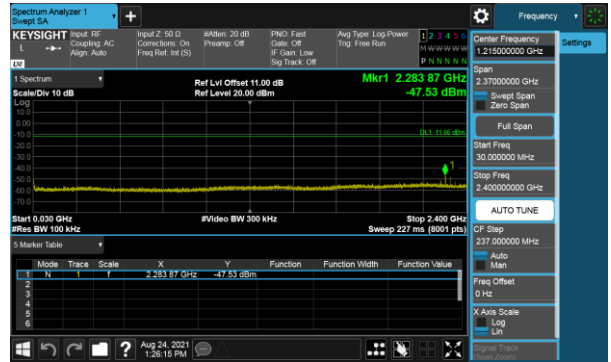 Spectrum Analyzer 1
Swept SA
+
Frequency
KEYSIGHT
Input: RF
Coupling: AC
Align: Auto
Input Z: 50 Ω
Corrections: On
Freq Ref: Int (S)
#Atten: 20 dB
Preamp: Off
PNO: Fast
Gate: Off
IF Gain: Low
Sig Track: Off
Avg Type: Log-Power
Trig: Free Run
1 2 3 4 5 6
M W W W W W
P N N N N N
L
1 Spectrum
Scale/Div 10 dB
Log
Ref Lvl Offset 11.00 dB
Ref Level 20.00 dBm
Mkr1 2.283 87 GHz
-47.53 dBm
10.0
0.00
-10.0
-20.0
-30.0
-40.0
-50.0
-60.0
-70.0
DL1 -11.66 dBm
1
Start 0.030 GHz
#Res BW 100 kHz
#Video BW 300 kHz
Stop 2.400 GHz
Sweep 227 ms (8001 pts)
5 Marker Table
Mode Trace Scale X Y Function Function Width Function Value
1 N 1 f 2.283 87 GHz -47.53 dBm
2
3
4
5
6
Aug 24, 2021
1:26:15 PM
?
Center Frequency
1.215000000 GHz
Span
2.37000000 GHz
Swept Span
Zero Span
Full Span
Start Freq
30.000000 MHz
Stop Freq
2.400000000 GHz
AUTO TUNE
CF Step
237.000000 MHz
Auto
Man
Freq Offset
0 Hz
X Axis Scale
Log
Lin
Signal Track
(Span Zoom)
Settings